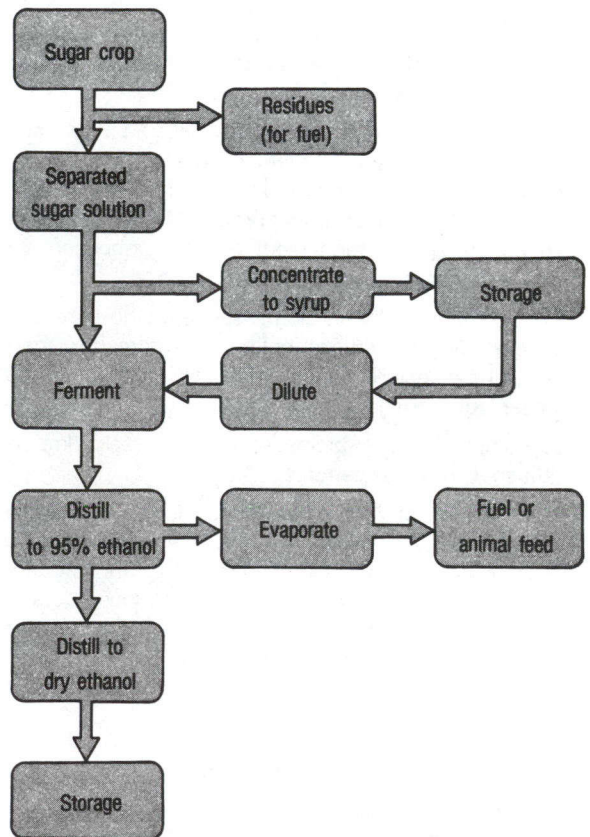 Sugar crop
Residues
(for fuel)
Separated
sugar solution
Concentrate
to syrup
Storage
Ferment
Dilute
Distill
to 95% ethanol
Evaporate
Fuel or
animal feed
Distill to
dry ethanol
Storage